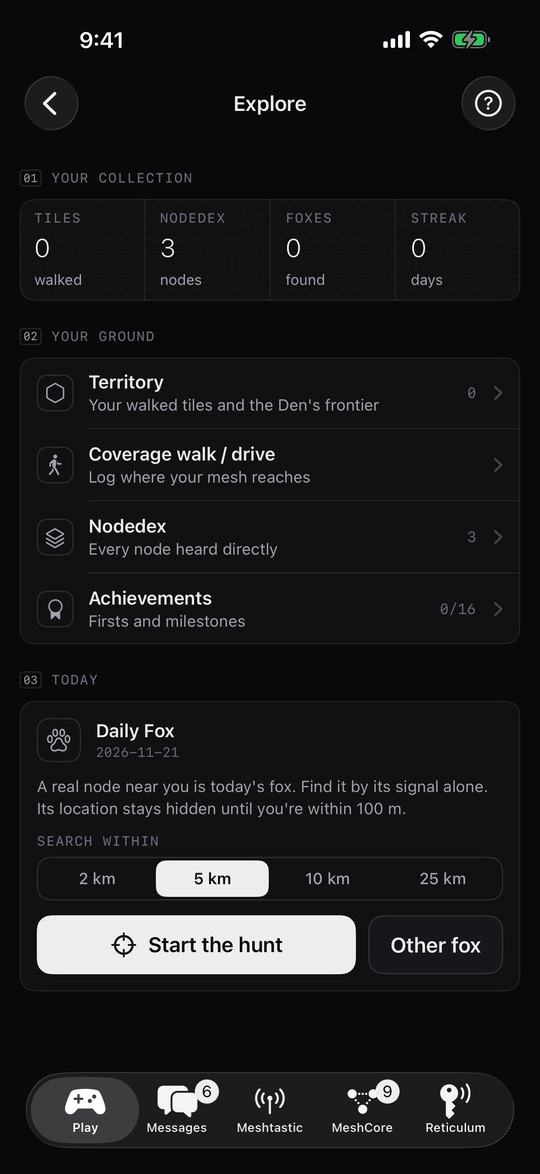 9:41
Explore
?
01 YOUR COLLECTION
TILES NODEDEX FOXES STREAK
0 3 0 0
walked nodes found days
02 YOUR GROUND
Territory
0
Your walked tiles and the Den's frontier
Coverage walk / drive
Log where your mesh reaches
Nodedex
3
Every node heard directly
Achievements
0/16
Firsts and milestones
03 TODAY
Daily Fox
2026-11-21
A real node near you is today's fox. Find it by its signal alone.
Its location stays hidden until you're within 100 m.
SEARCH WITHIN
2 km 5 km 10 km 25 km
Start the hunt Other fox
6 9
Play Messages Meshtastic MeshCore Reticulum